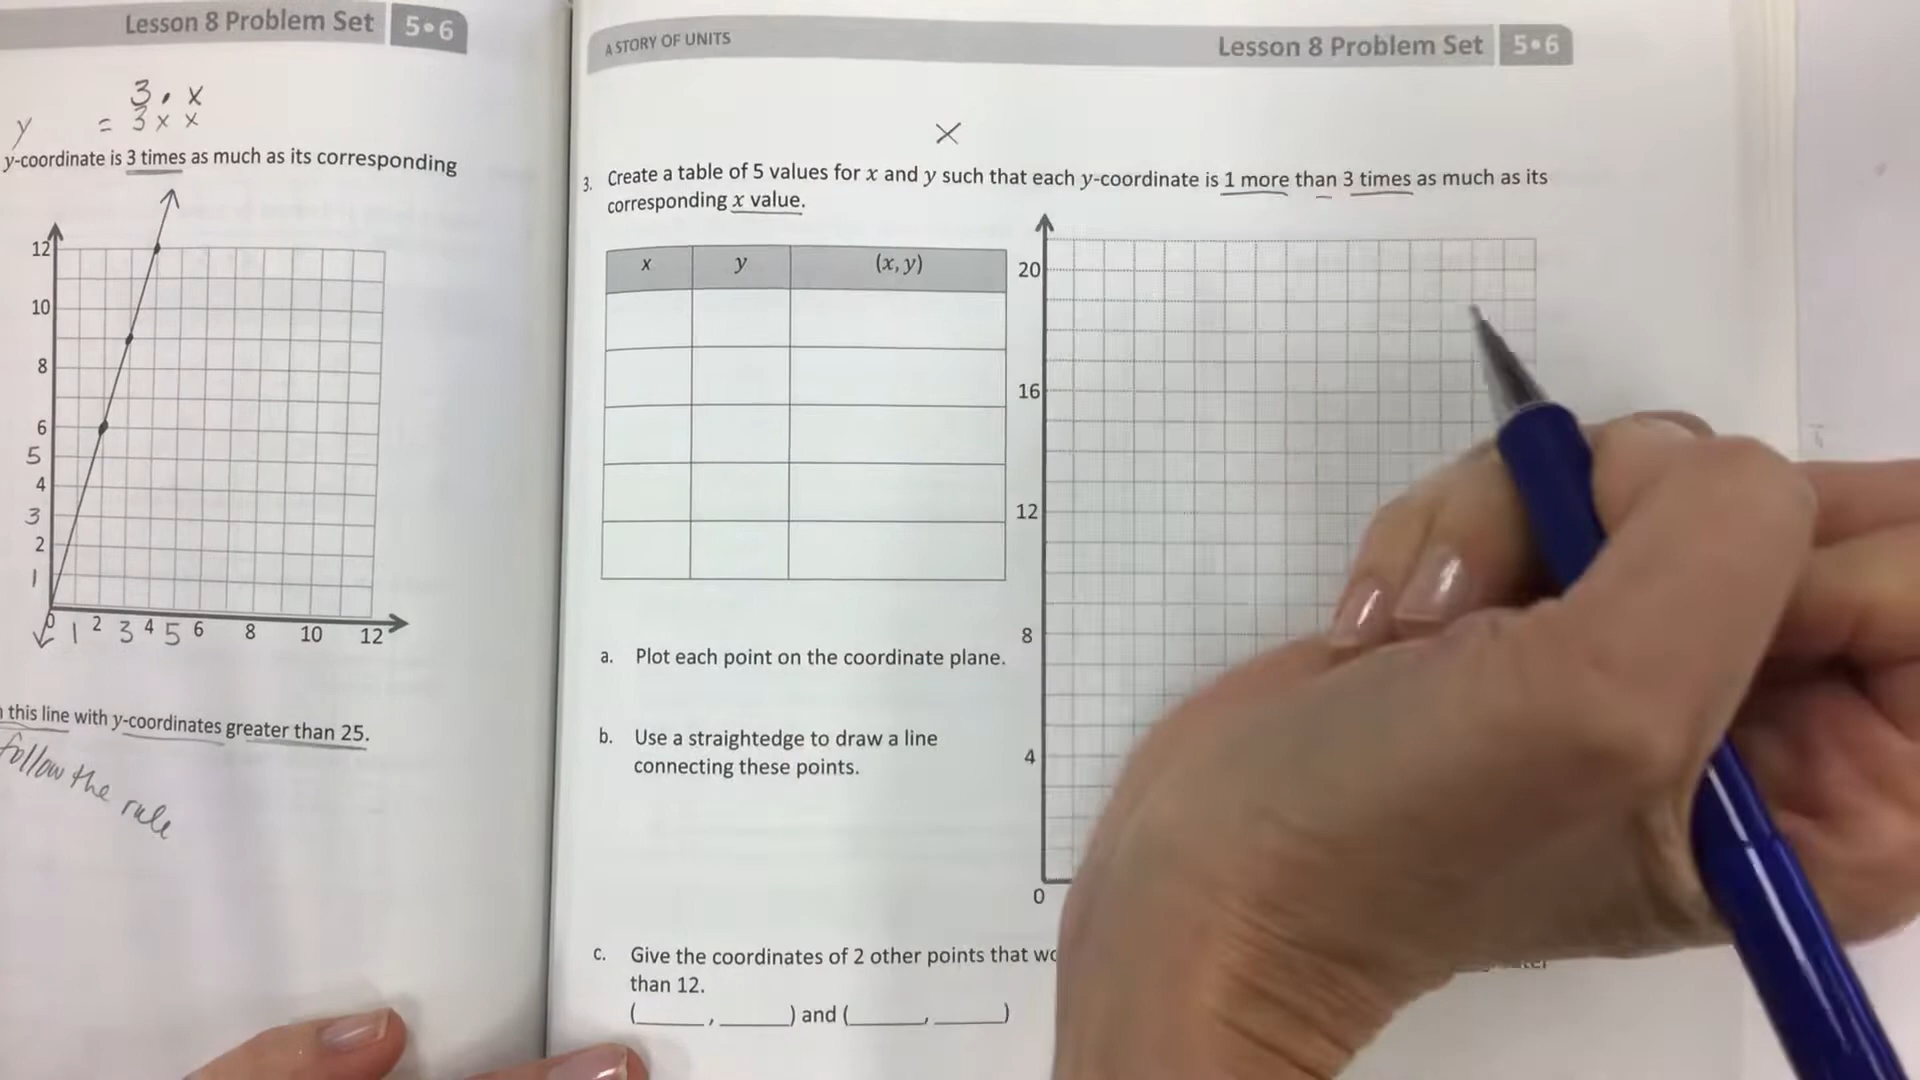 Lesson 8 Problem Set 5•6
3 . x
y = 3 x x
y-coordinate is 3 times as much as its corresponding
12
10
8
6
5
4
3
2
1
0 1 2 3 4 5 6 8 10 12
this line with y-coordinates greater than 25.
follow the rule
A STORY OF UNITS
Lesson 8 Problem Set 5•6
x
3. Create a table of 5 values for x and y such that each y-coordinate is 1 more than 3 times as much as its
corresponding x value.
x y (x, y)
20
16
12
8
4
0
a. Plot each point on the coordinate plane.
b. Use a straightedge to draw a line
connecting these points.
c. Give the coordinates of 2 other points that
than 12.
(_____, _____) and (_____, _____)